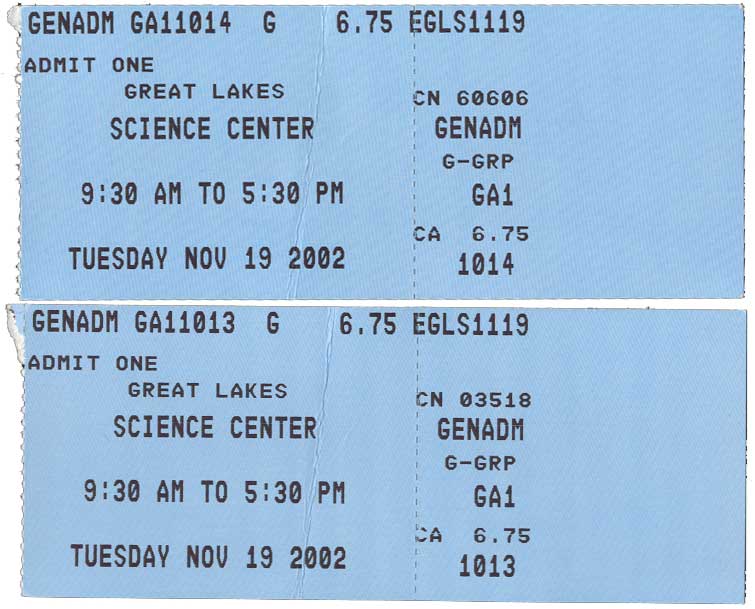 GENADM GA11014 G 6.75 EGLS1119
ADMIT ONE
GREAT LAKES
CN 60606
SCIENCE CENTER GENADM
G-GRP
9:30 AM TO 5:30 PM GA1
CA 6.75
TUESDAY NOV 19 2002 1014
GENADM GA11013 G 6.75 EGLS1119
ADMIT ONE
GREAT LAKES
CN 03518
SCIENCE CENTER GENADM
G-GRP
9:30 AM TO 5:30 PM GA1
CA 6.75
TUESDAY NOV 19 2002 1013